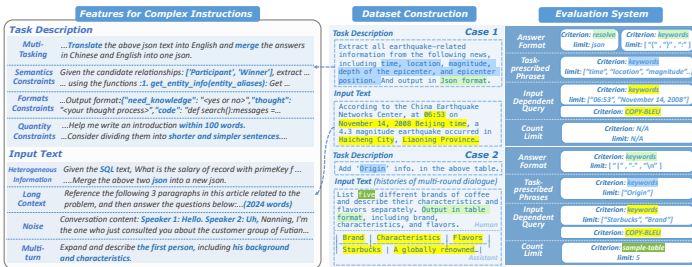 Features for Complex Instructions
Task Description
Muti-
Tasking
...Translate the above json text into English and merge the answers
in Chinese and English into one json.
Semantics
Constraints
Given the candidate relationships: ['Participant', 'Winner'], extract ...
... using the functions :1. get_entity_info(entity_aliases): Get ...
Formats
Constraints
...Output format:{"need_knowledge": "<yes or no>","thought":
"<your thought process>","code": "def search():messages =...
Quantity
Constraints
...Help me write an introduction within 100 words.
...Consider dividing them into shorter and simpler sentences....
Input Text
Heterogeneous
Information
Given the SQL text, What is the salary of record with primeKey f ...
....Merge the above two json into a new json.
Long
Context
Reference the following 3 paragraphs in this article related to the
problem, and then answer the questions below:...(2024 words)
Noise
Conversation content: Speaker 1: Hello. Speaker 2: Uh, Nanning, I'm
the one who just consulted you about the customer group of Futian...
Muti-
turn
Expand and describe the first person, including his background
and characteristics.
Dataset Construction
Task Description Case 1
Extract all earthquake-related
information from the following news,
including time, location, magnitude,
depth of the epicenter, and epicenter
position. And output in Json format.
Input Text
According to the China Earthquake
Networks Center, at 06:53 on
November 14, 2008 Beijing time, a
4.3 magnitude earthquake occurred in
Haicheng City, Liaoning Province…
Task Description Case 2
Add 'Origin' info. in the above table.
Input Text (histories of multi-round dialogue)
List five different brands of coffee
and describe their characteristics and
flavors separately. Output in table
format, including brand,
characteristics, and flavors. Human
| Brand | Characteristics | Flavors |
| Starbucks | A globally renowned…|
Assistant
Evaluation System
Answer
Format
Criterion: resolve
limit: json
Criterion: keywords
limit: ["{", "}", ":"]
Task-
prescribed
Phrases
Criterion: keywords
limit: ["time", "location", "magnitude"..]
Input
Dependent
Query
Criterion: keywords
limit: ["06:53", "November 14, 2008"]
Criterion: COPY-BLEU
Count
Limit
Criterion: N/A
limit: N/A
Answer
Format
Criterion: keywords
limit: ["|", "-", "\n"]
Task-
prescribed
Phrases
Criterion: keywords
limit: ["Origin"]
Input
Dependent
Query
Criterion: keywords
limit: ["Starbucks", "Brand"]
Criterion: COPY-BLEU
Count
Limit
Criterion: sample-table
limit: 5